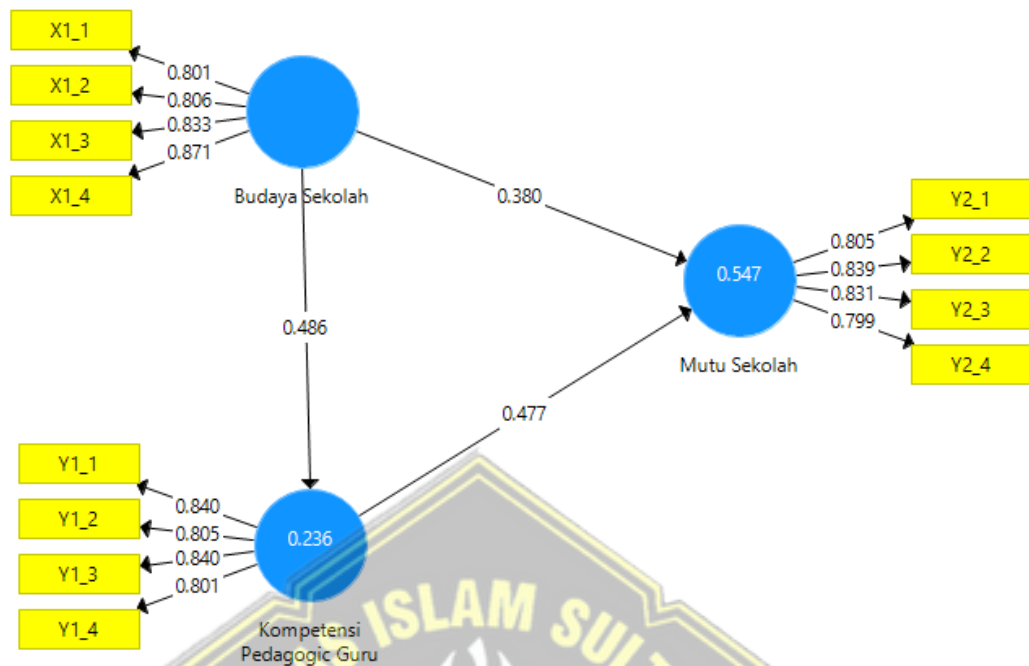 X1_1
X1_2
X1_3
X1_4
0.801
0.806
0.833
0.871
Budaya Sekolah
0.380
0.486
0.547
Mutu Sekolah
Y2_1
Y2_2
Y2_3
Y2_4
0.805
0.839
0.831
0.799
0.477
Y1_1
Y1_2
Y1_3
Y1_4
0.840
0.805
0.840
0.801
0.236
Kompetensi
Pedagogic Guru
S ISLAM SUL